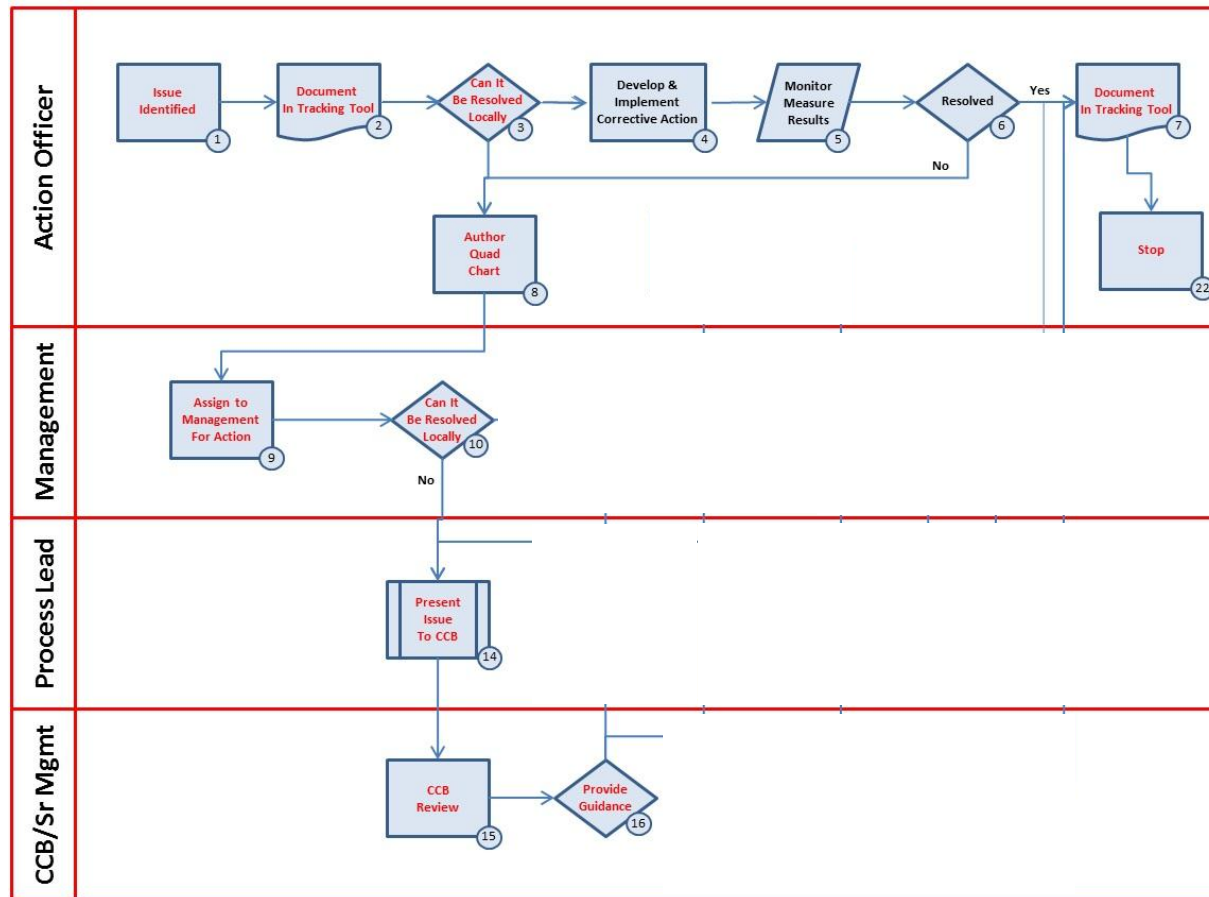 Action Officer
Issue
Identified
1
Document
In Tracking Tool
2
Can It
Be Resolved
Locally
3
Develop &
Implement
Corrective Action
4
Monitor
Measure
Results
5
Resolved
6
Yes
Document
In Tracking Tool
7
No
Author
Quad
Chart
8
Stop
22
Management
Assign to
Management
For Action
9
Can It
Be Resolved
Locally
10
No
Process Lead
Present
Issue
To CCB
14
CCB/Sr Mgmt
CCB
Review
15
Provide
Guidance
16